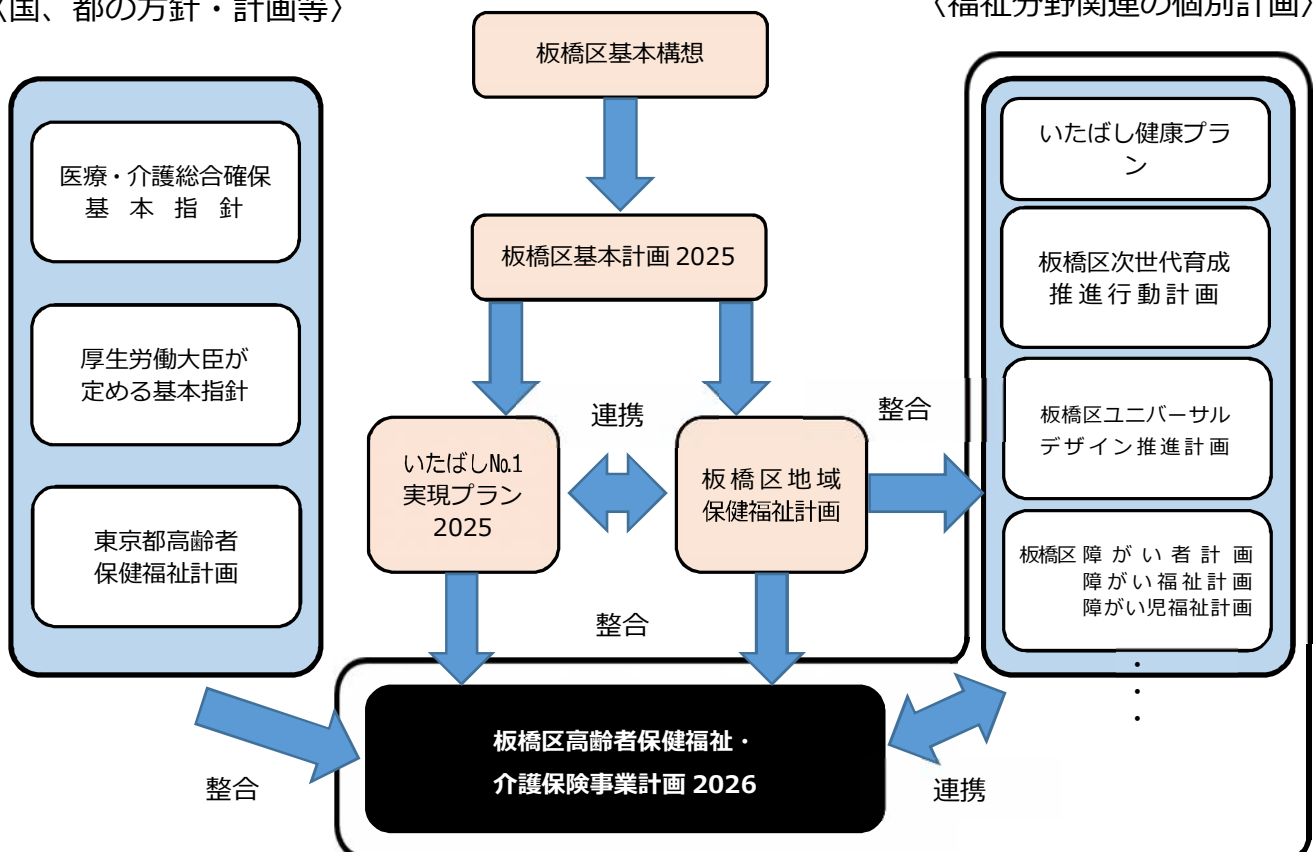 〈国、都の方針・計画等〉
〈福祉分野関連の個別計画〉
板橋区基本構想
医療・介護総合確保
基本指針
厚生労働大臣が
定める基本指針
東京都高齢者
保健福祉計画
板橋区基本計画 2025
いたばし№1
実現プラン
2025
連携
板橋区地域
保健福祉計画
整合
いたばし健康プラ
ン
板橋区次世代育成
推進行動計画
板橋区ユニバーサル
デザイン推進計画
板橋区障がい者計画
障がい福祉計画
障がい児福祉計画
・
・
・
整合
整合
板橋区高齢者保健福祉・
介護保険事業計画 2026
連携